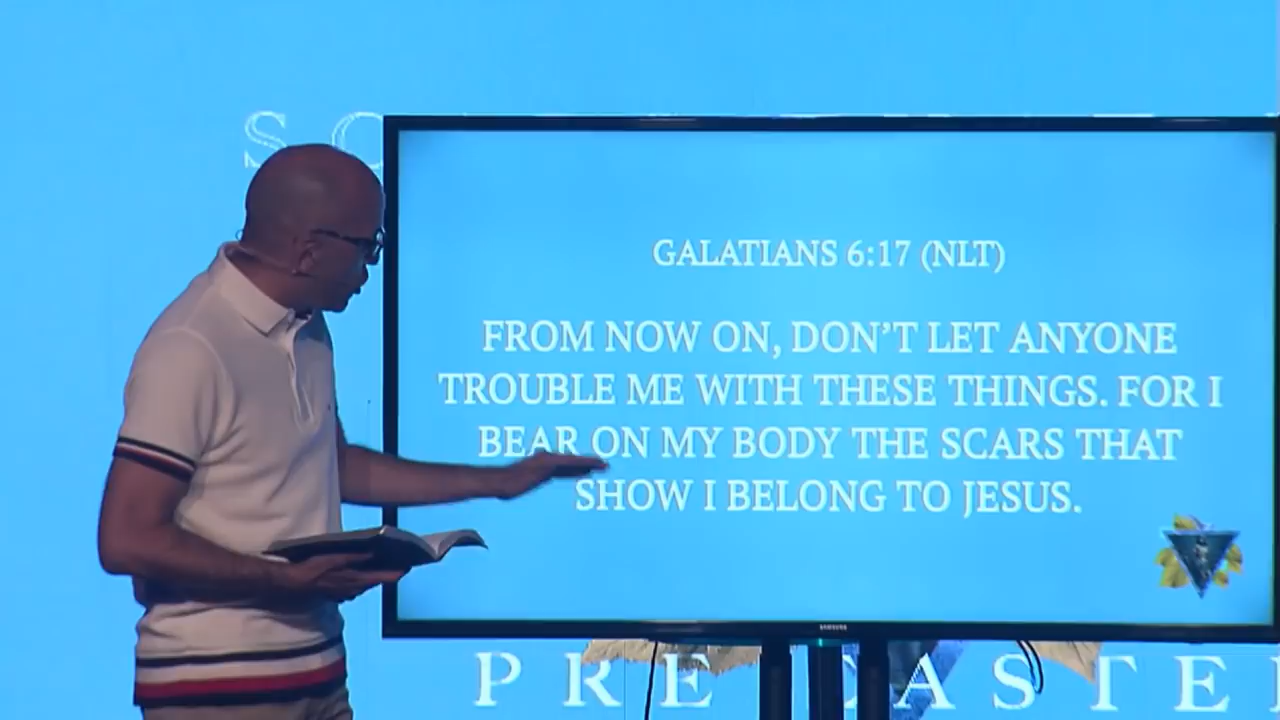 GALATIANS 6:17 (NLT)
FROM NOW ON, DON'T LET ANYONE
TROUBLE ME WITH THESE THINGS. FOR I
BEAR ON MY BODY THE SCARS THAT
SHOW I BELONG TO JESUS.
SAMSUNG